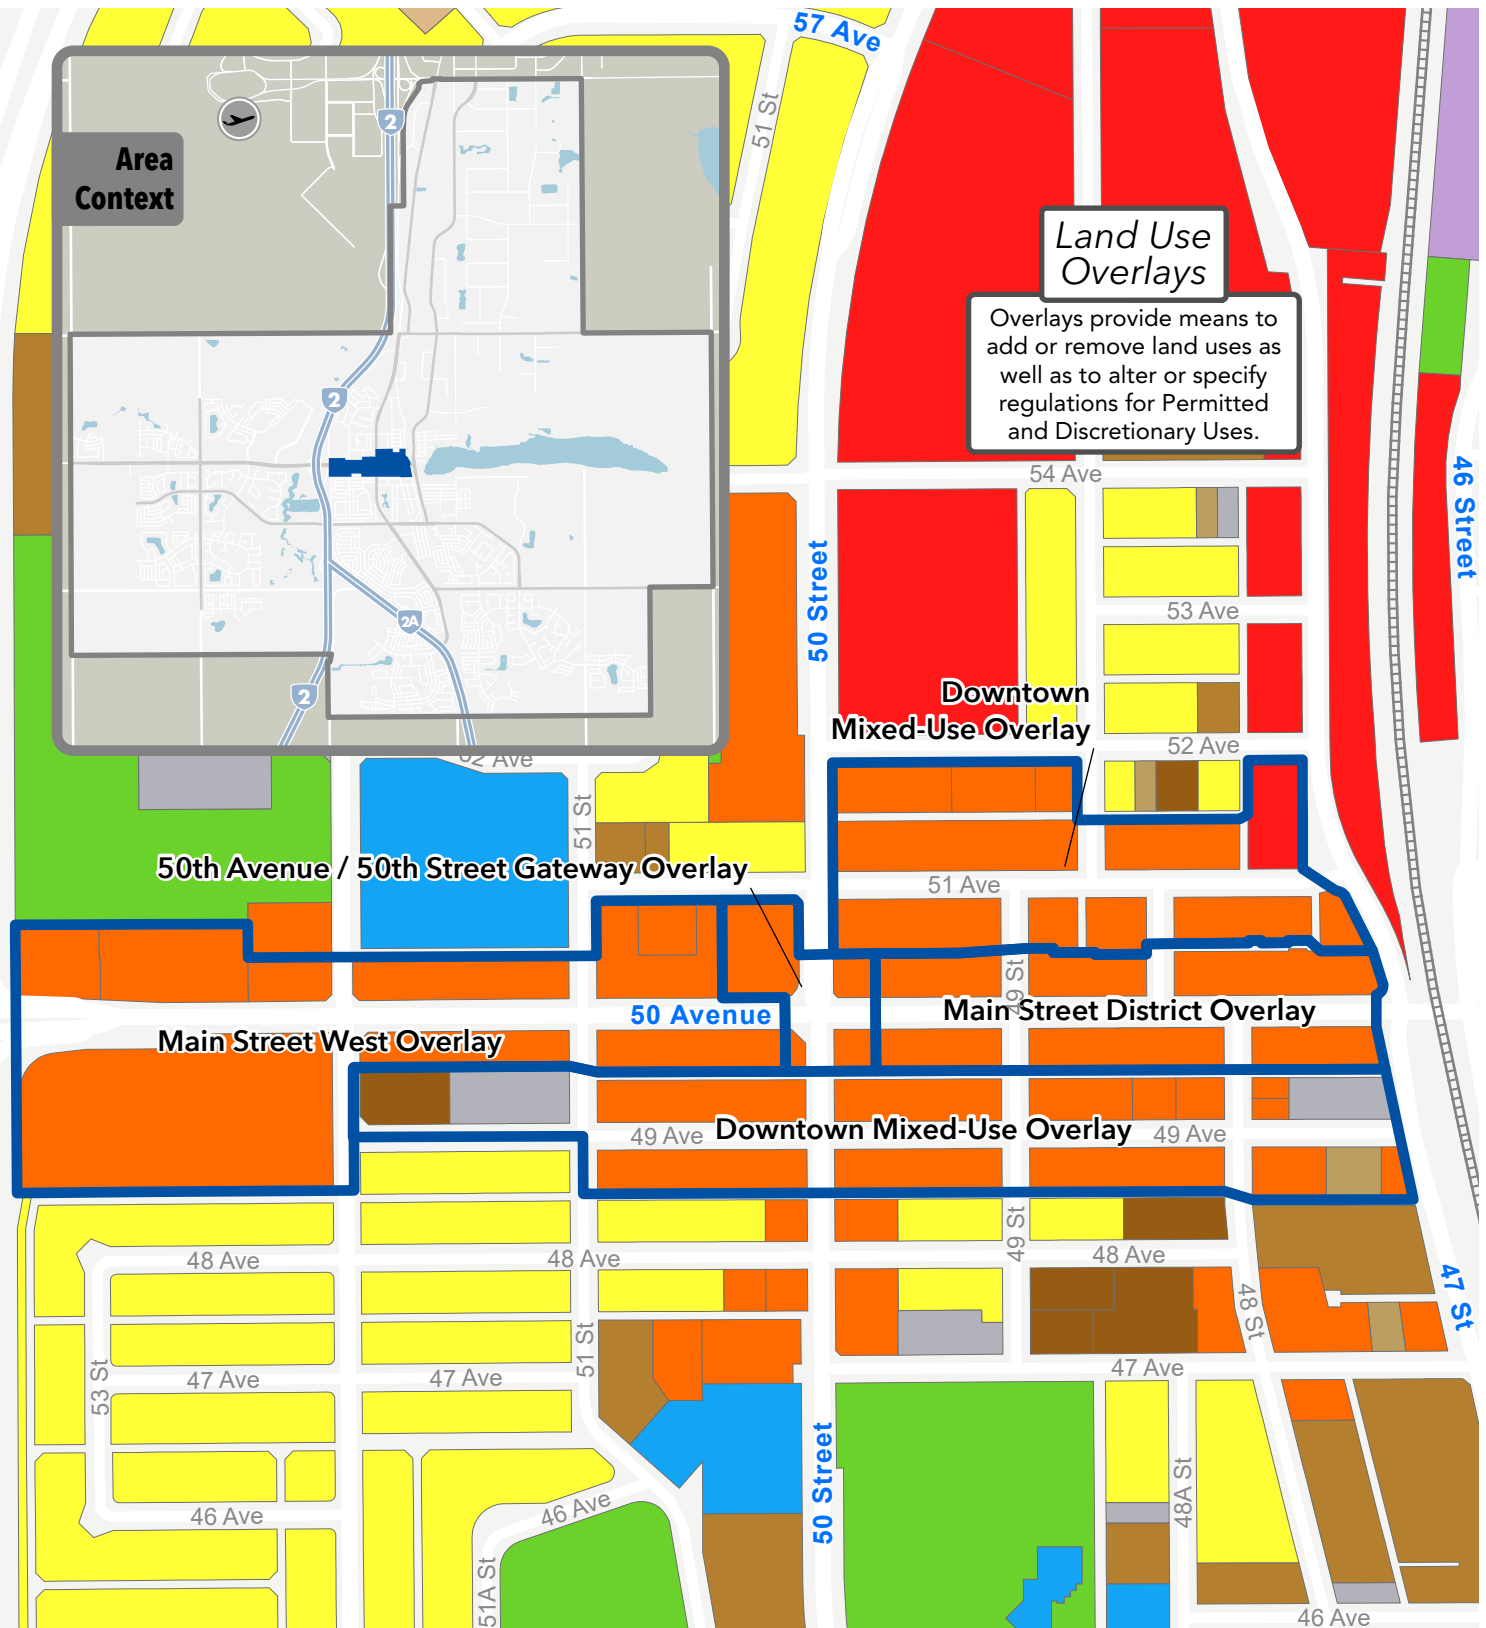 57 Ave
51 St
2
Area
Context
Land Use
Overlays
Overlays provide means to
add or remove land uses as
well as to alter or specify
regulations for Permitted
and Discretionary Uses.
2
54 Ave
46 Street
50 Street
53 Ave
2A
2
Downtown
Mixed-Use Overlay
52 Ave
52 Ave
51 St
50th Avenue / 50th Street Gateway Overlay
51 Ave
49 St
50 Avenue
Main Street District Overlay
Main Street West Overlay
49 Ave
Downtown Mixed-Use Overlay
49 Ave
49 St
48 Ave
48 Ave
48 Ave
47 St
48 St
51 St
53 St
47 Ave
47 Ave
47 Ave
50 Street
48A St
46 Ave
46 Ave
51A St
46 Ave